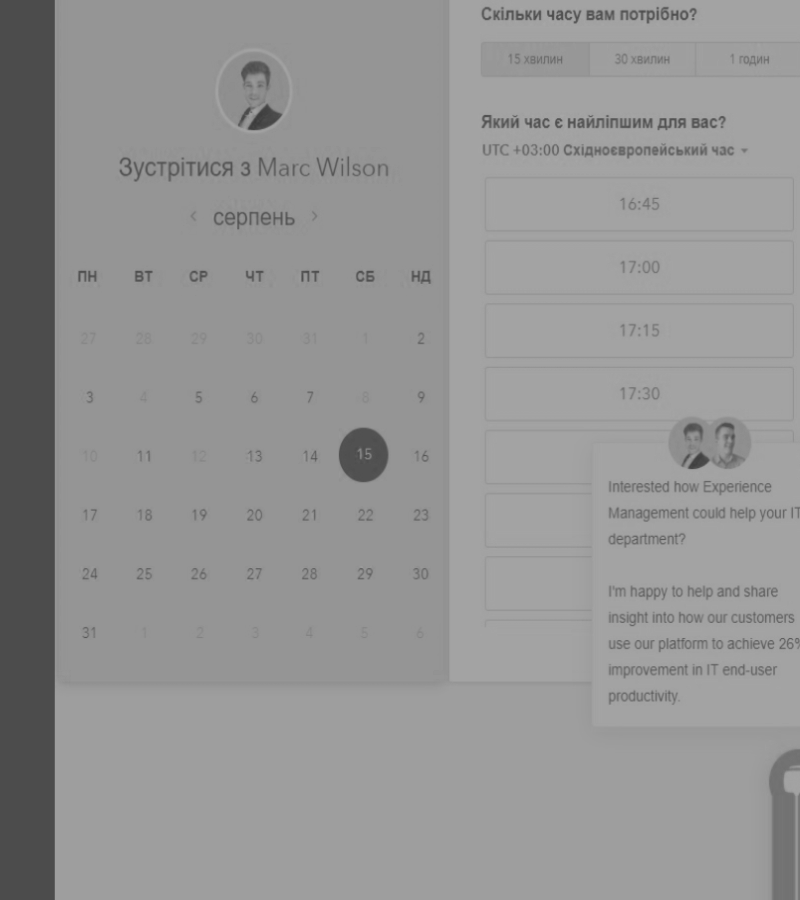 Зустрітися з Marc Wilson
серпень
ПН ВТ СР ЧТ ПТ СБ НД
27 28 29 30 31 1 2
3 4 5 6 7 8 9
10 11 12 13 14 15 16
17 18 19 20 21 22 23
24 25 26 27 28 29 30
31 1 2 3 4 5 6
Скільки часу вам потрібно?
15 хвилин 30 хвилин 1 годин
Який час є найліпшим для вас?
UTC +03:00 Східноєвропейський час
16:45
17:00
17:15
17:30
Interested how Experience
Management could help your IT
department?
I'm happy to help and share
insight into how our customers
use our platform to achieve 26%
improvement in IT end-user
productivity.